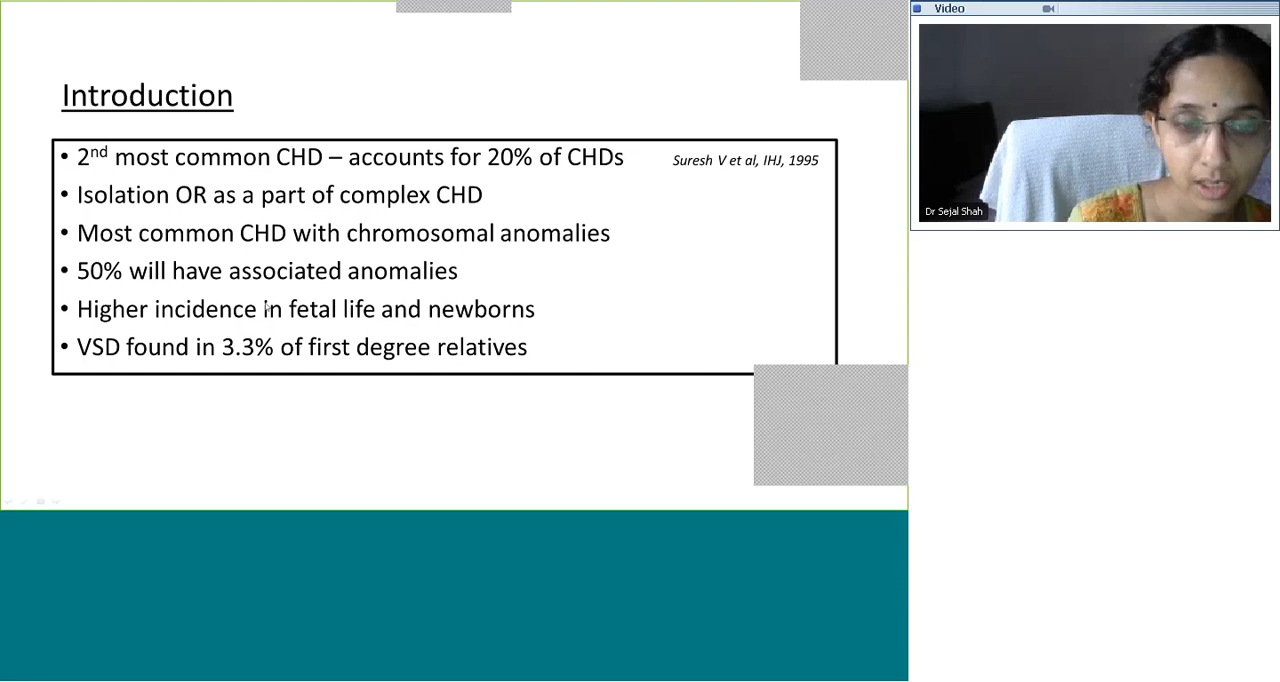 Introduction
• 2nd most common CHD – accounts for 20% of CHDs Suresh V et al, IHJ, 1995
• Isolation OR as a part of complex CHD
• Most common CHD with chromosomal anomalies
• 50% will have associated anomalies
• Higher incidence in fetal life and newborns
• VSD found in 3.3% of first degree relatives
Video
Dr Sejal Shah